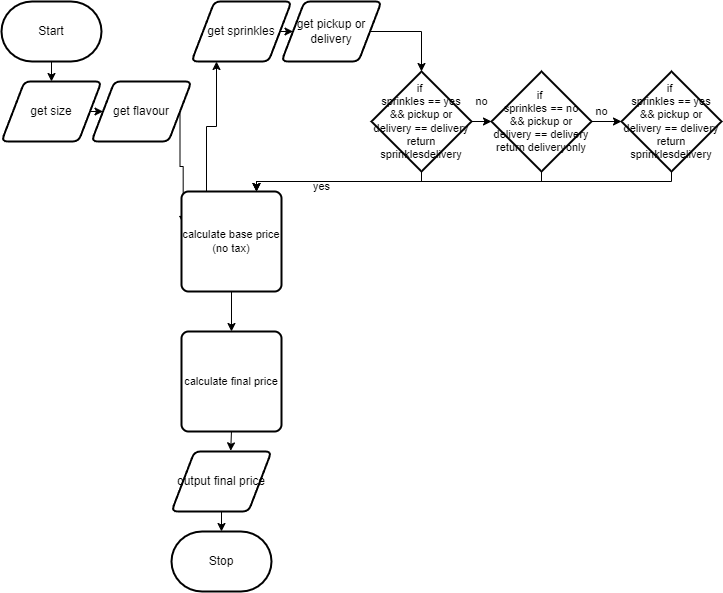 Start
get size
get flavour
get sprinkles
get pickup or
delivery
if
sprinkles == yes
&& pickup or
delivery == delivery
return
sprinklesdelivery
no
if
sprinkles == no
&& pickup or
delivery == delivery
return deliveryonly
no
if
sprinkles == yes
&& pickup or
delivery == delivery
return
sprinklesdelivery
yes
calculate base price
(no tax)
calculate final price
output final price
Stop